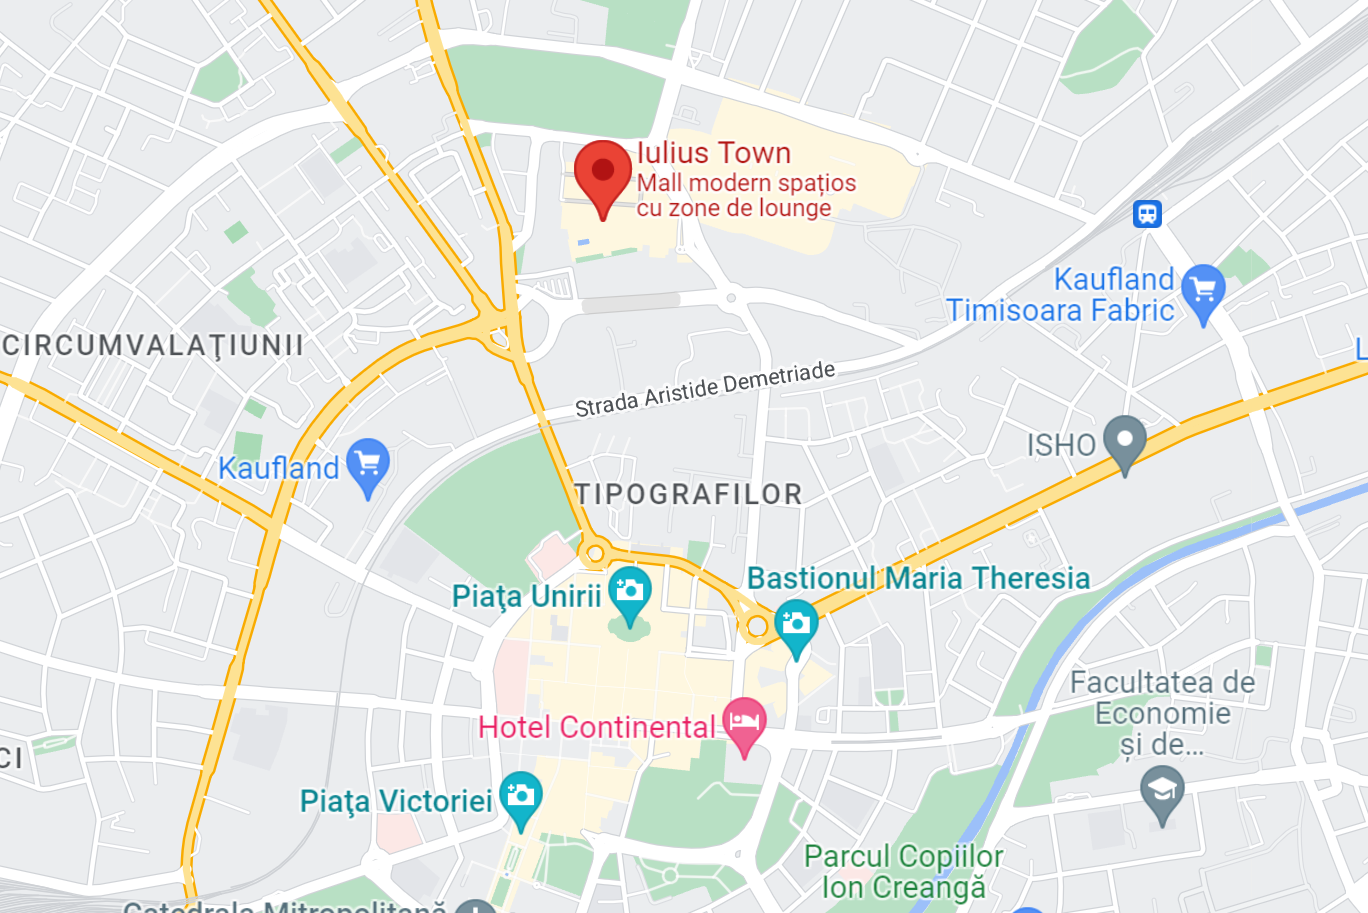 Iulius Town
Mall modern spațios
cu zone de lounge
Kaufland
Timisoara Fabric
CIRCUMVALAŢIUNII
L
Strada Aristide Demetriade
ISHO
Kaufland
TIPOGRAFILOR
Bastionul Maria Theresia
Piaţa Unirii
Facultatea de
Economie
și de...
Hotel Continental
CI
Piaţa Victoriei
Parcul Copiilor
Ion Creangă
Catedrala Mitropolitană